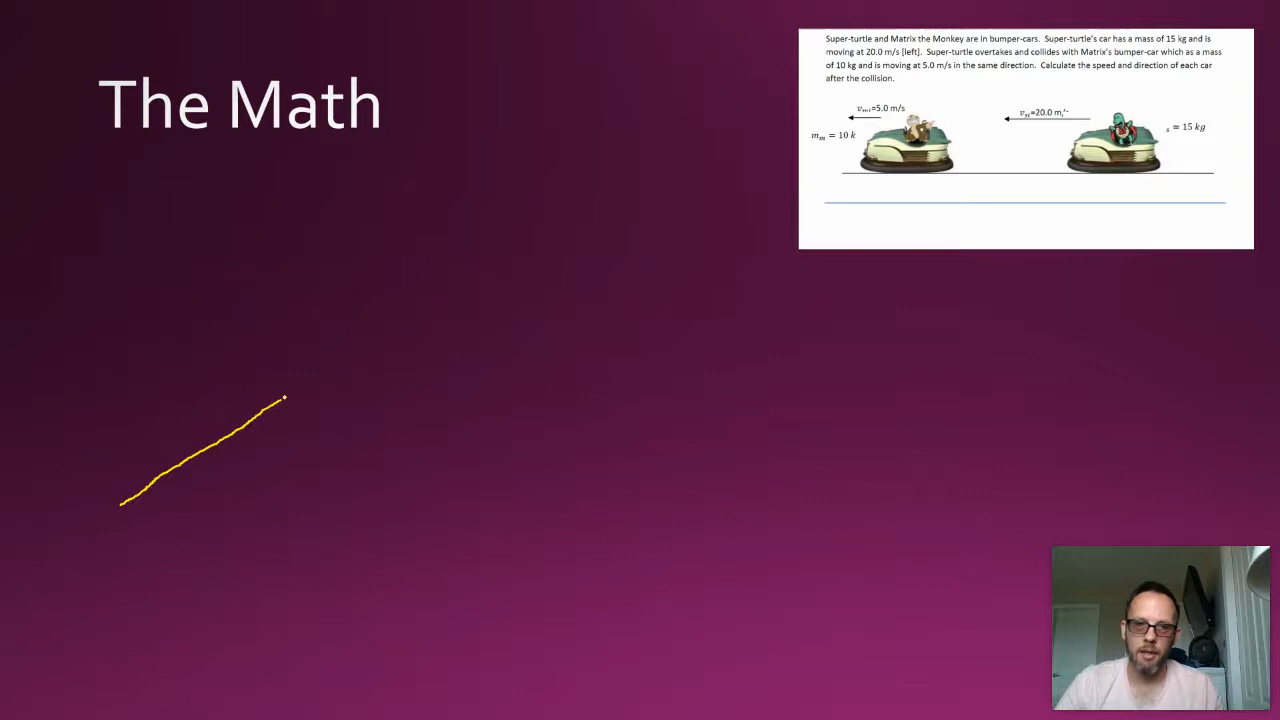 The Math
Super-turtle and Matrix the Monkey are in bumper-cars. Super-turtle's car has a mass of 15 kg and is
moving at 20.0 m/s [left]. Super-turtle overtakes and collides with Matrix's bumper-car which as a mass
of 10 kg and is moving at 5.0 m/s in the same direction. Calculate the speed and direction of each car
after the collision.
vmi=5.0 m/s
vsi=20.0 m/
mm = 10 k
s = 15 kg